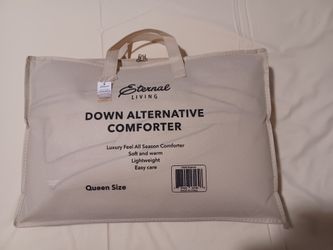 Eternal
LIVING
DOWN ALTERNATIVE
COMFORTER
Luxury Feel All Season Comforter
Soft and warm
Lightweight
Easy care
Queen Size